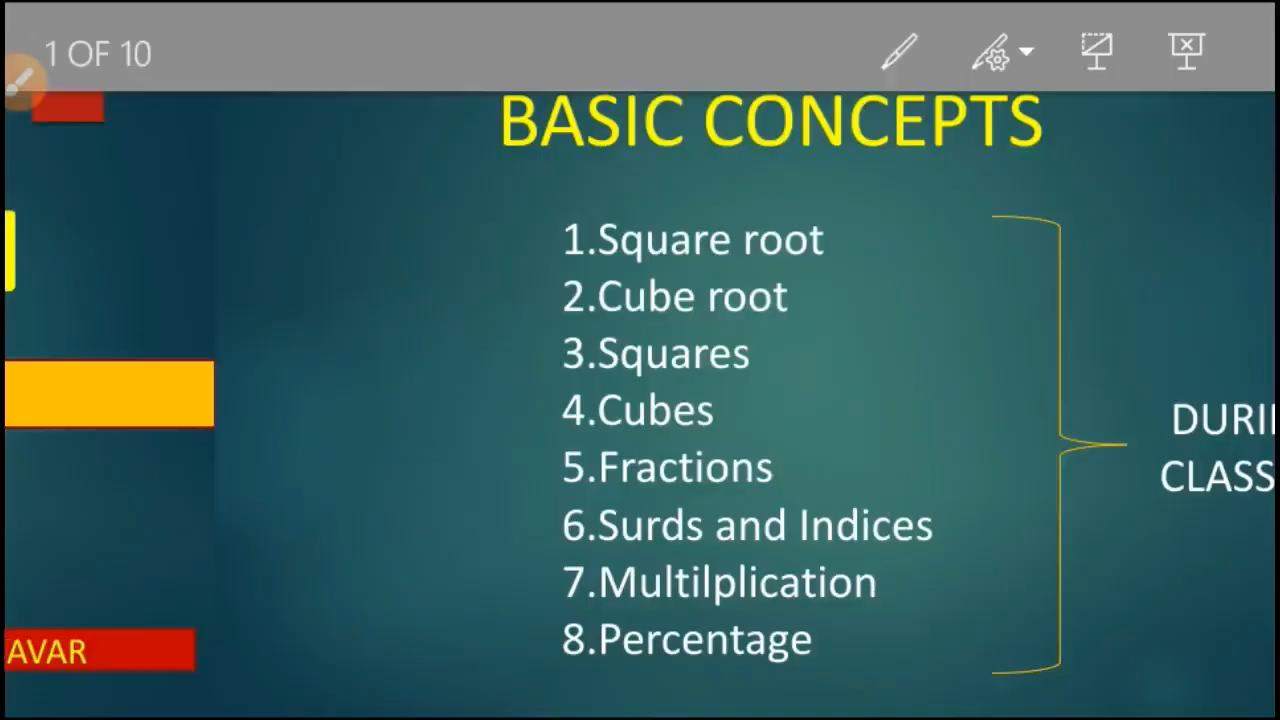 1 OF 10
BASIC CONCEPTS
1.Square root
2.Cube root
3.Squares
4.Cubes
5.Fractions
6.Surds and Indices
7.Multilplication
8.Percentage
CLASS
AVAR